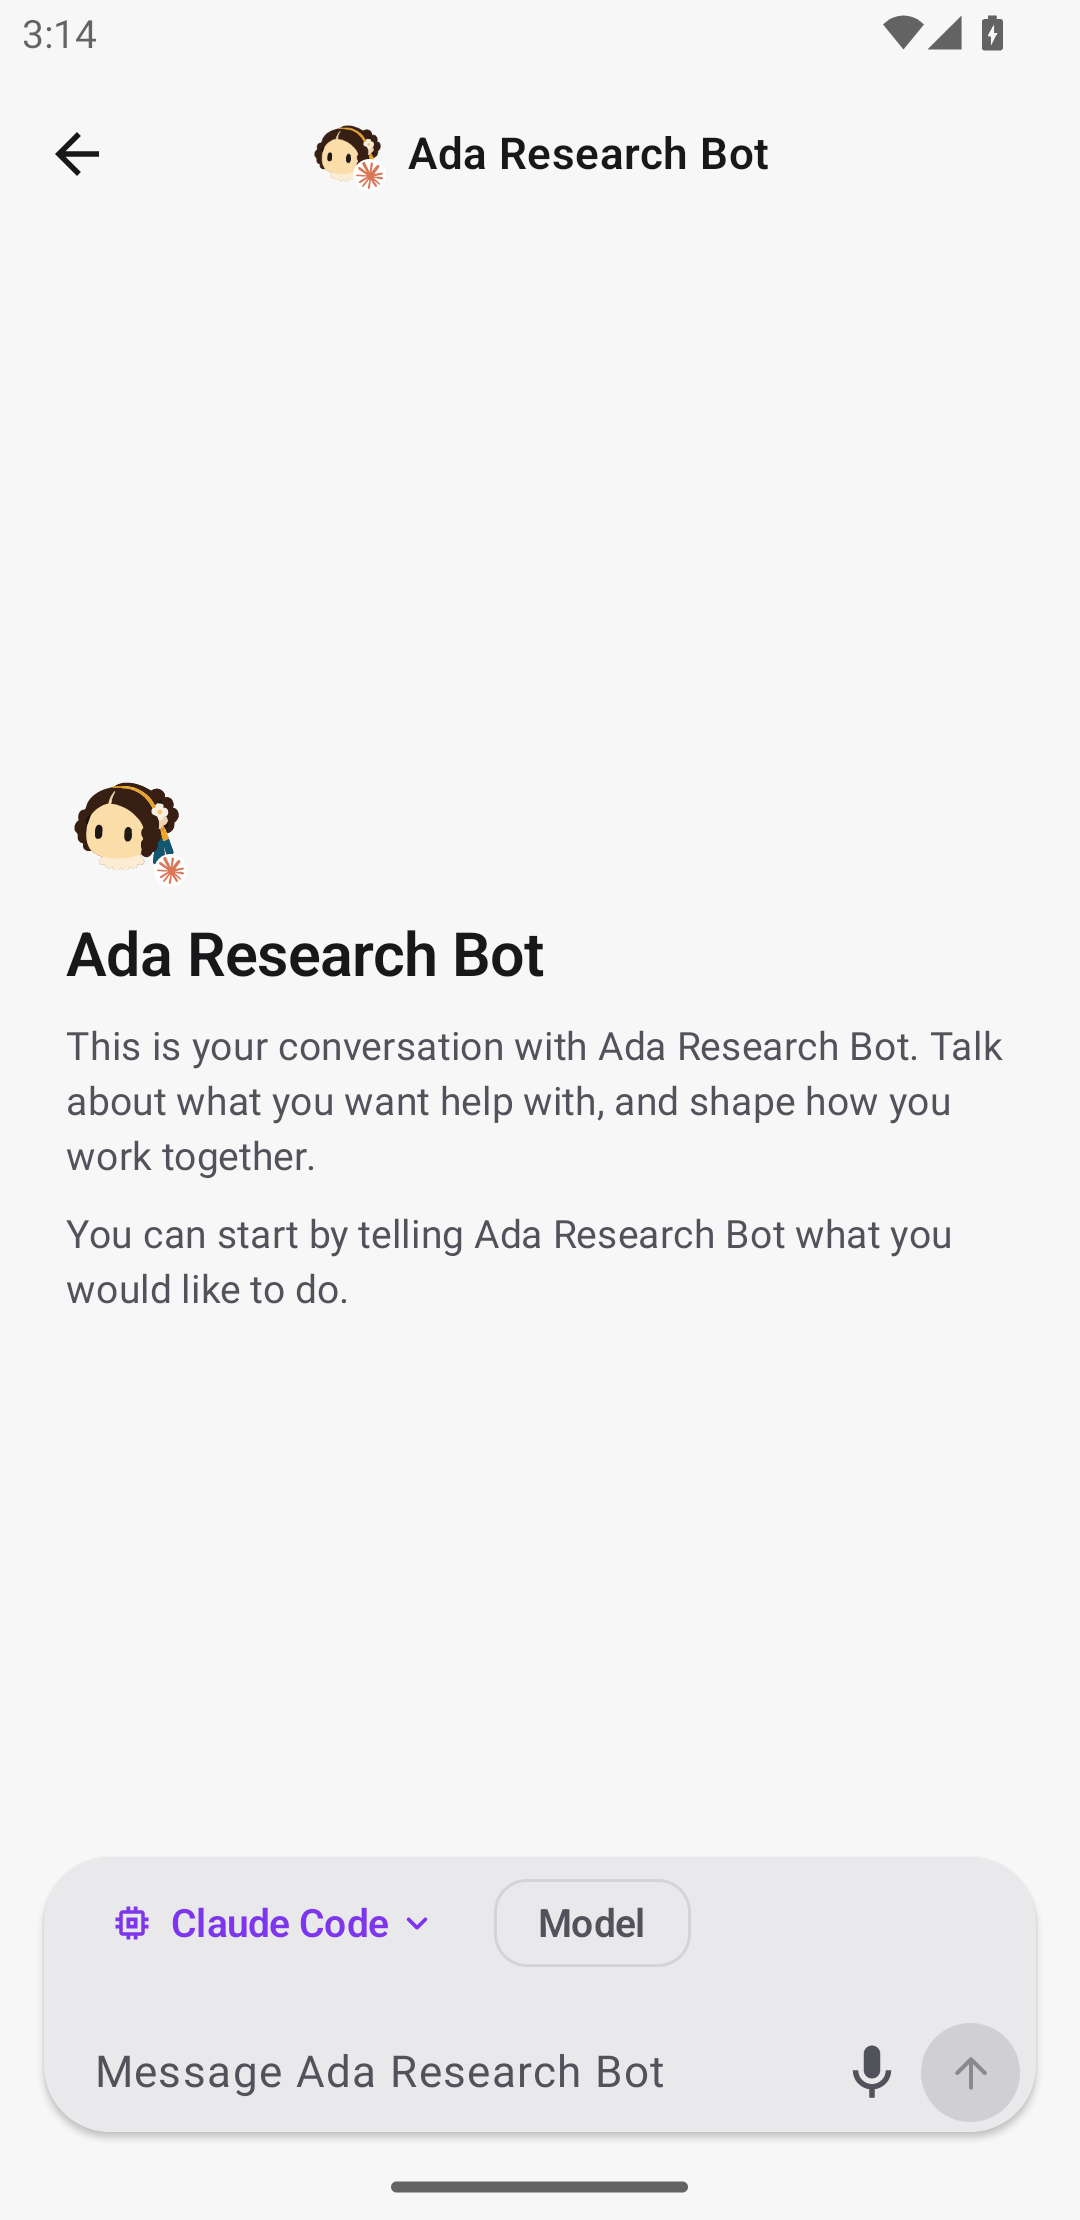 3:14
Ada Research Bot
Ada Research Bot
This is your conversation with Ada Research Bot. Talk
about what you want help with, and shape how you
work together.
You can start by telling Ada Research Bot what you
would like to do.
Claude Code
Model
Message Ada Research Bot